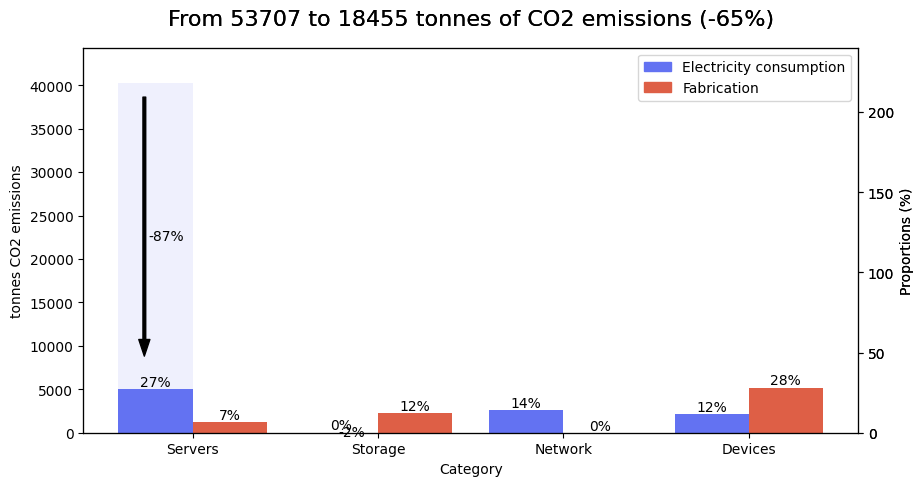 From 53707 to 18455 tonnes of CO2 emissions (-65%)
Electricity consumption
Fabrication
tonnes CO2 emissions
40000
35000
30000
25000
20000
15000
10000
5000
0
-87%
27%
7%
0%
-2%
12%
14%
0%
12%
28%
200
150
100
50
0
Proportions (%)
Servers
Storage
Network
Devices
Category